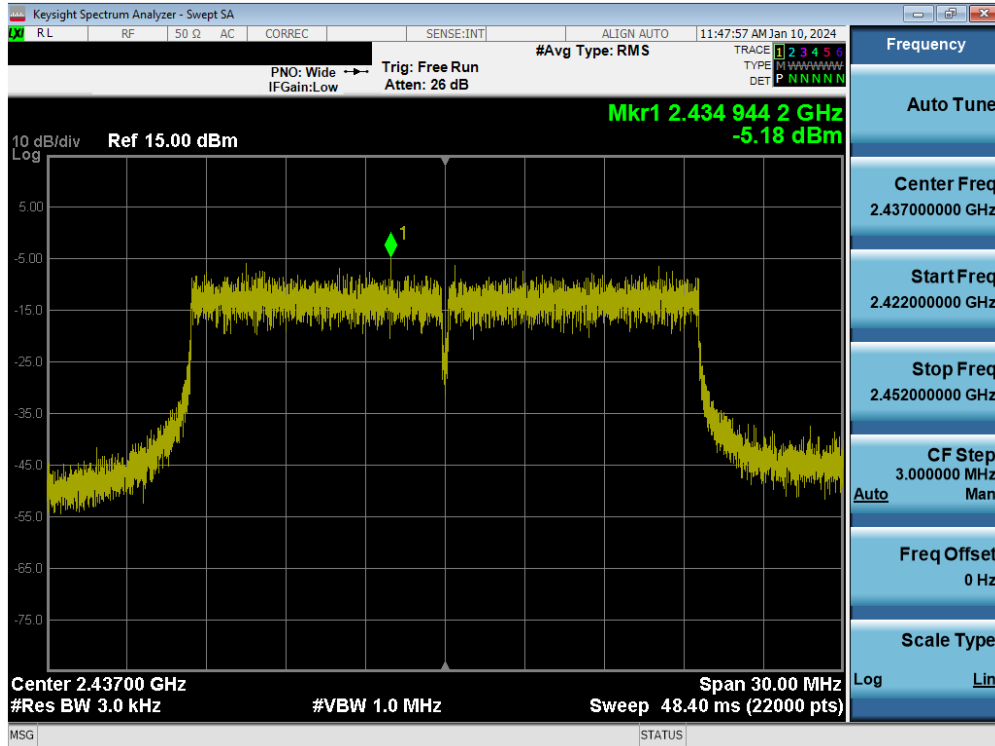 Keysight Spectrum Analyzer - Swept SA
LXI RL RF 50 Ω AC CORREC SENSE:INT ALIGN AUTO 11:47:57 AM Jan 10, 2024
#Avg Type: RMS
TRACE 1 2 3 4 5 6
PNO: Wide Trig: Free Run
TYPE M WWWWW
IFGain:Low Atten: 26 dB
DET P N N N N N
Mkr1 2.434 944 2 GHz
-5.18 dBm
10 dB/div Ref 15.00 dBm
Log
1
5.00
-5.00
-15.0
-25.0
-35.0
-45.0
-55.0
-65.0
-75.0
Center 2.43700 GHz Span 30.00 MHz
#Res BW 3.0 kHz #VBW 1.0 MHz Sweep 48.40 ms (22000 pts)
MSG STATUS
Frequency
Auto Tune
Center Freq
2.437000000 GHz
Start Freq
2.422000000 GHz
Stop Freq
2.452000000 GHz
CF Step
3.000000 MHz
Auto Man
Freq Offset
0 Hz
Scale Type
Log Lin